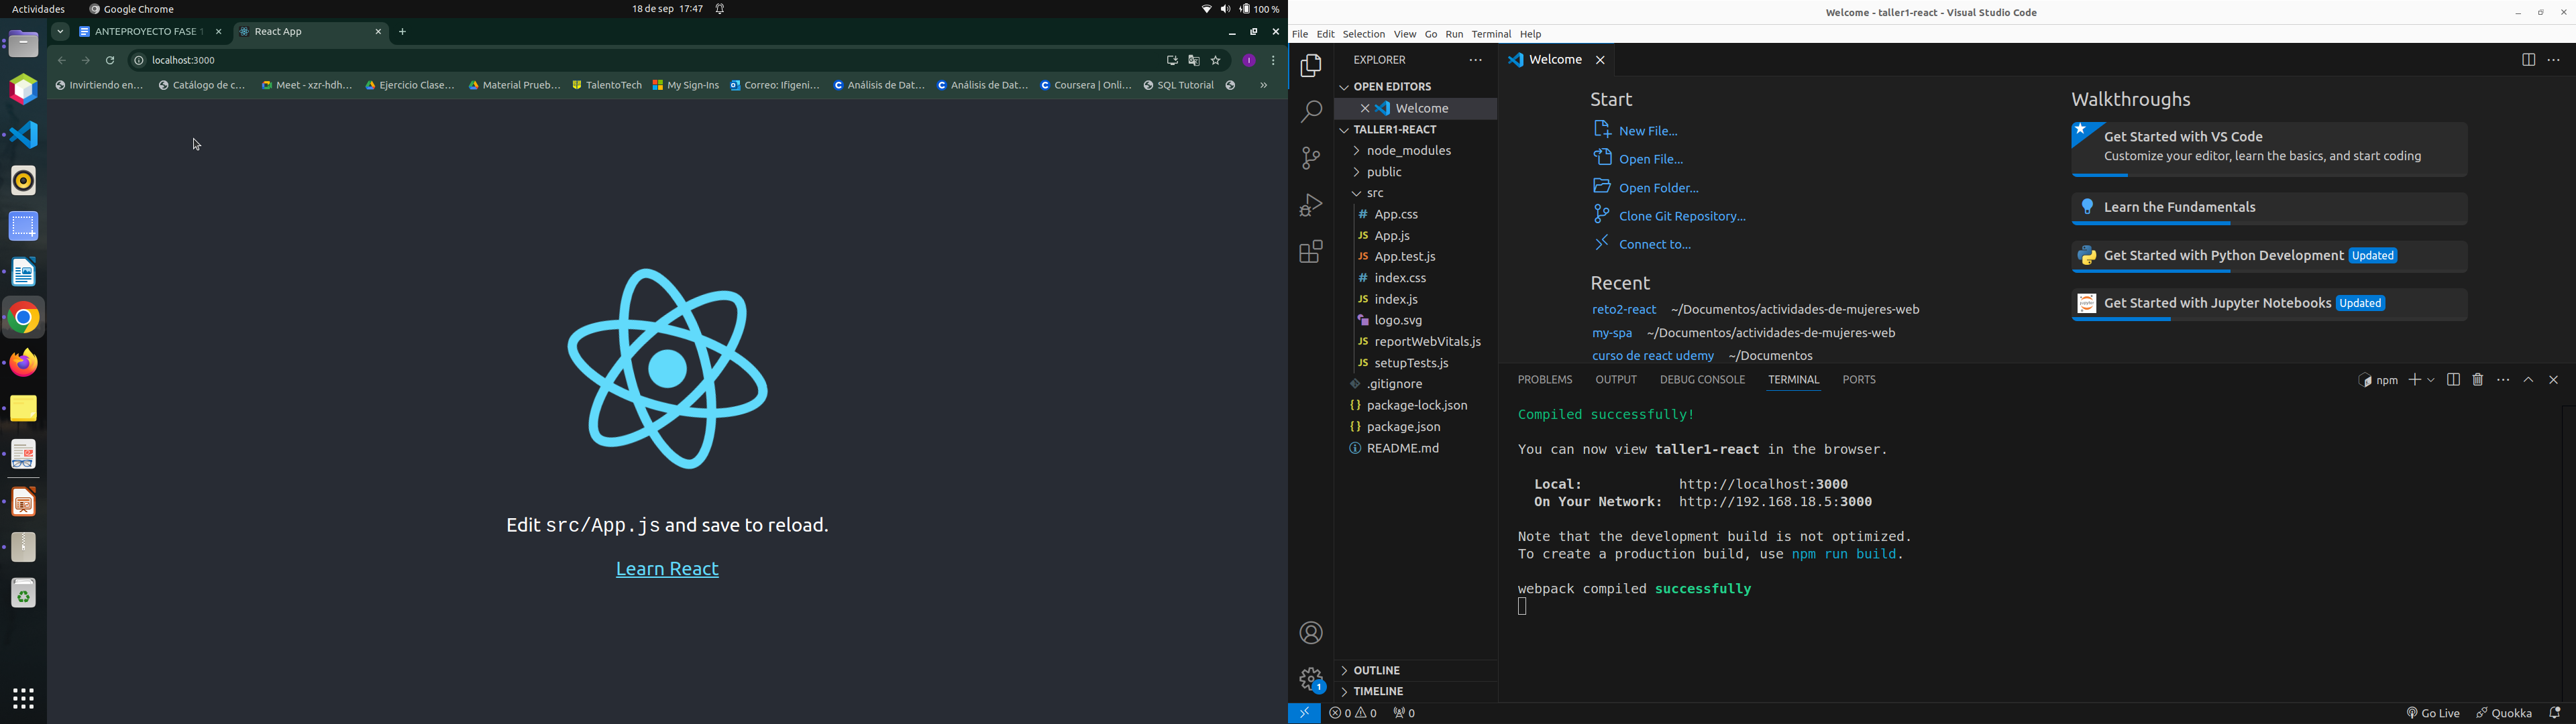 Actividades
Google Chrome
18 de sep 17:47
100 %
ANTEPROYECTO FASE 1
React App
localhost:3000
Invirtiendo en...
Catálogo de c...
Meet - xzr-hdh...
Ejercicio Clase...
Material Prueb...
TalentoTech
My Sign-Ins
Correo: Ifigeni...
Análisis de Dat...
Análisis de Dat...
Coursera | Onli...
SQL Tutorial
»
I
Edit src/App.js and save to reload.
Learn React
Welcome - taller1-react - Visual Studio Code
File Edit Selection View Go Run Terminal Help
EXPLORER
OPEN EDITORS
Welcome
TALLER1-REACT
node_modules
public
src
# App.css
JS App.js
JS App.test.js
# index.css
JS index.js
logo.svg
JS reportWebVitals.js
JS setupTests.js
.gitignore
{} package-lock.json
{} package.json
README.md
OUTLINE
TIMELINE
1
Welcome
Start
New File...
Open File...
Open Folder...
Clone Git Repository...
Connect to...
Recent
reto2-react ~/Documentos/actividades-de-mujeres-web
my-spa ~/Documentos/actividades-de-mujeres-web
curso de react udemy ~/Documentos
Walkthroughs
Get Started with VS Code
Customize your editor, learn the basics, and start coding
Learn the Fundamentals
Get Started with Python Development Updated
Get Started with Jupyter Notebooks Updated
PROBLEMS OUTPUT DEBUG CONSOLE TERMINAL PORTS
npm
Compiled successfully!
You can now view taller1-react in the browser.
Local: http://localhost:3000
On Your Network: http://192.168.18.5:3000
Note that the development build is not optimized.
To create a production build, use npm run build.
webpack compiled successfully
0 0 0
Go Live
Quokka